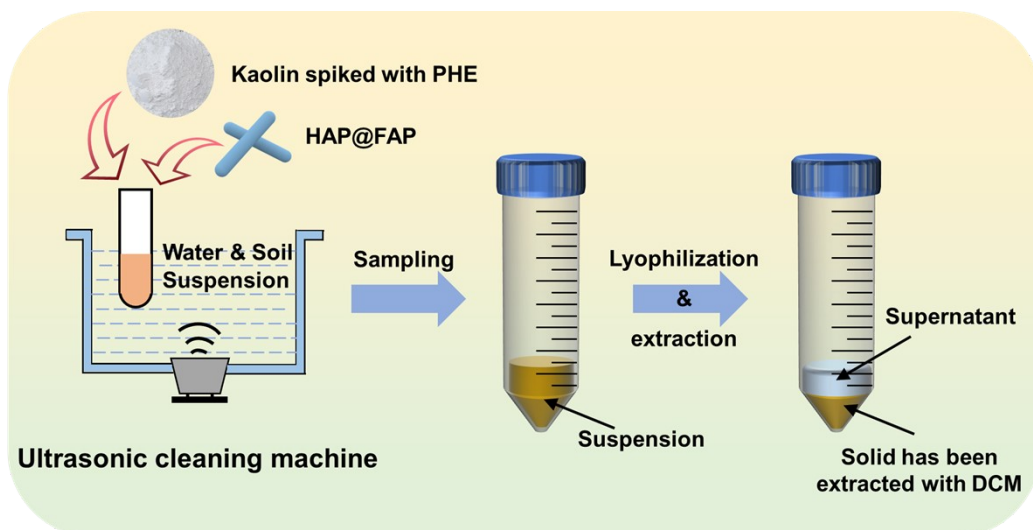 Kaolin spiked with PHE
HAP@FAP
Water & Soil
Suspension
Ultrasonic cleaning machine
Sampling
Suspension
Lyophilization
&
extraction
Supernatant
Solid has been
extracted with DCM